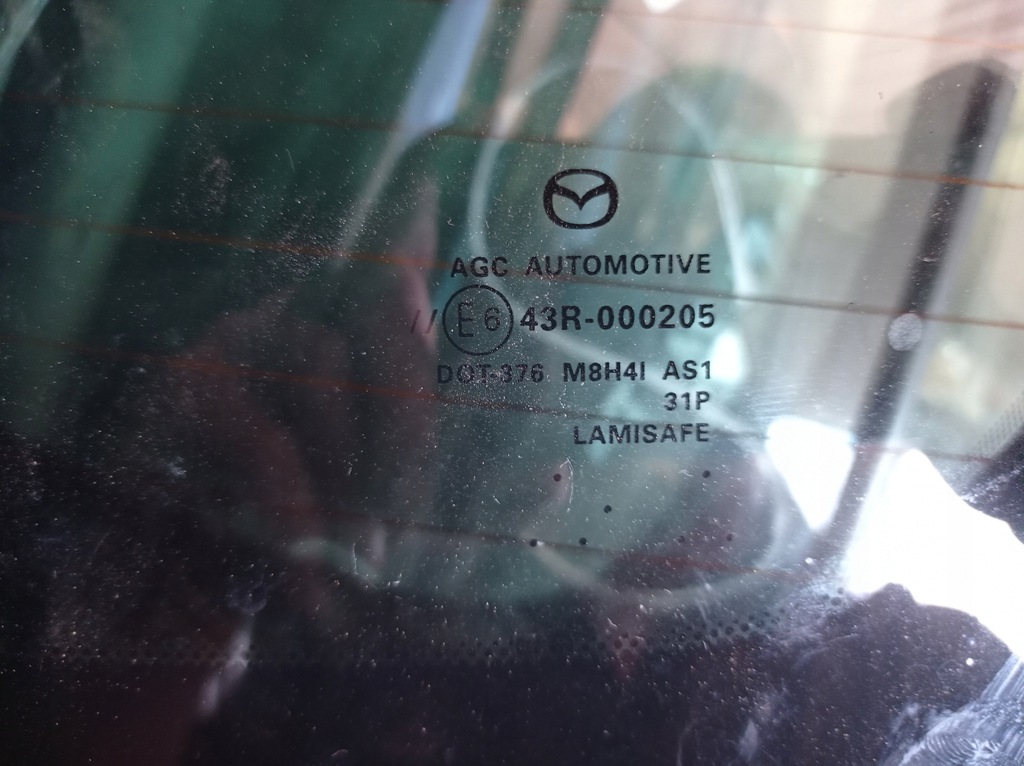 AGC AUTOMOTIVE
// E6 43R-000205
DOT-376 M8H4I AS1
31P
LAMISAFE